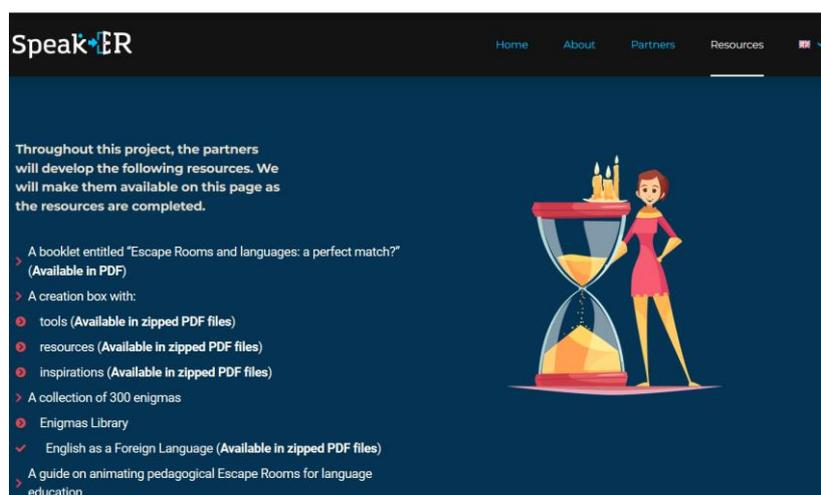 SpeakER
Home About Partners Resources
Throughout this project, the partners
will develop the following resources. We
will make them available on this page as
the resources are completed.
A booklet entitled “Escape Rooms and languages: a perfect match?”
(Available in PDF)
A creation box with:
tools (Available in zipped PDF files)
resources (Available in zipped PDF files)
inspirations (Available in zipped PDF files)
A collection of 300 enigmas
Enigmas Library
English as a Foreign Language (Available in zipped PDF files)
A guide on animating pedagogical Escape Rooms for language
education